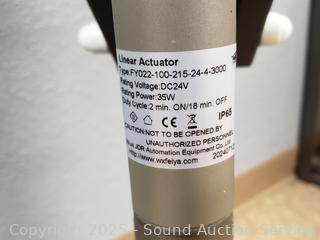 Linear Actuator
Type:FY022-100-215-24-4-3000
Rating Voltage:DC24V
Rating Power:35W
Duty Cycle:2 min. ON/18 min. OFF
IP65
CAUTION:NOT TO BE OPENED BY
UNAUTHORIZED PERSONNEL
JDR Automation Equipment Co.,Ltd
http://www.wxfeiya.com
Copyright 2025 - Sound Auction Service